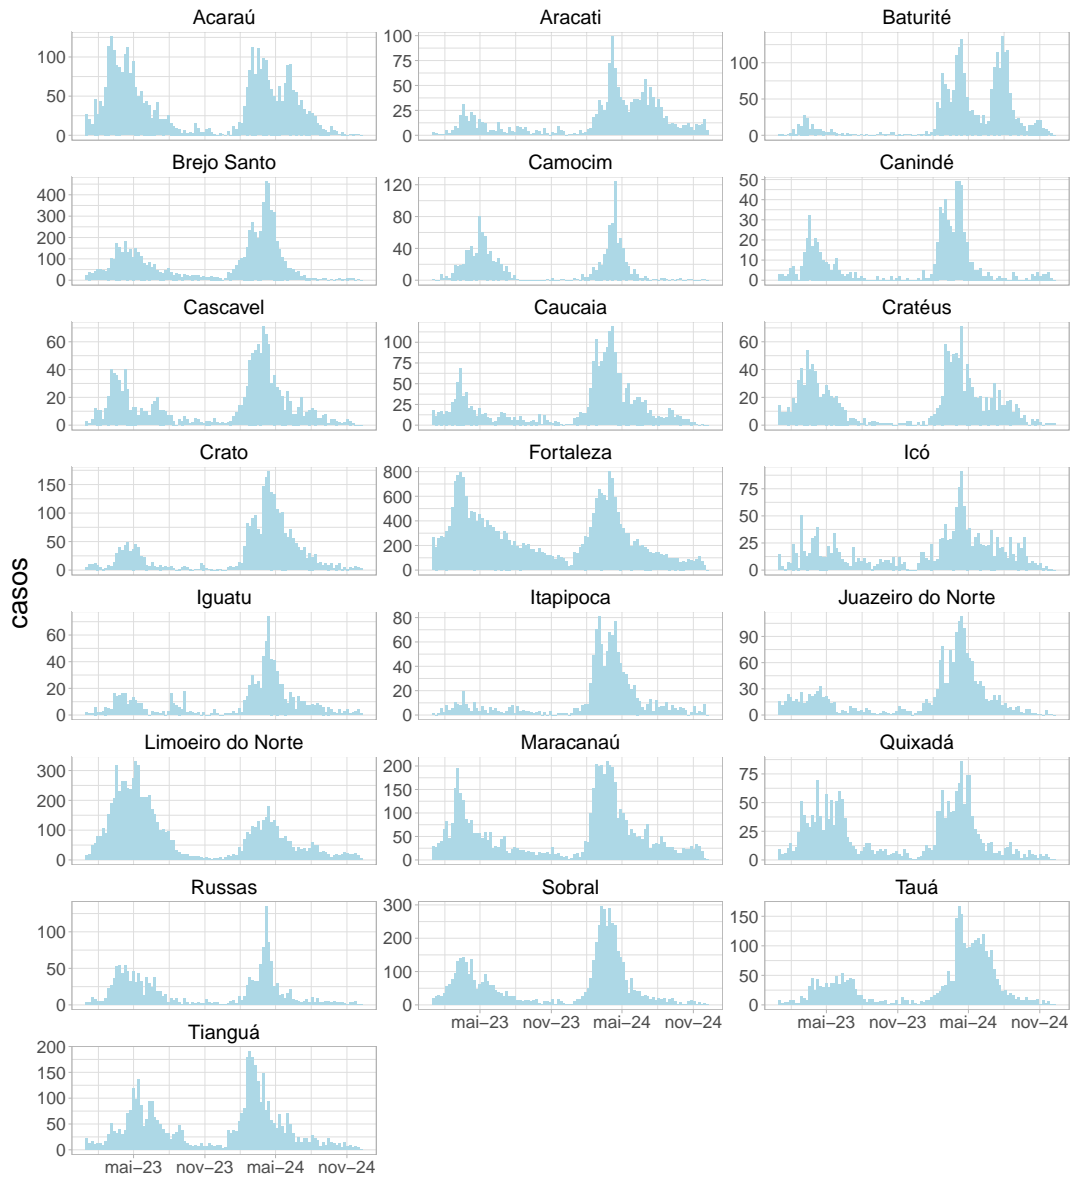 Acaraú Aracati Baturité
100 50 0
100 75 50 25 0
100 50 0
Brejo Santo Camocim Canindé
400 300 200 100 0
120 80 40 0
50 40 30 20 10 0
Cascavel Caucaia Cratéus
60 40 20 0
100 75 50 25 0
60 40 20 0
Crato Fortaleza Icó
150 100 50 0
800 600 400 200 0
75 50 25 0
casos
Iguatu Itapipoca Juazeiro do Norte
60 40 20 0
80 60 40 20 0
90 60 30 0
Limoeiro do Norte Maracanaú Quixadá
300 200 100 0
200 150 100 50 0
75 50 25 0
Russas Sobral Tauá
100 50 0
300 200 100 0
150 100 50 0
mai–23 nov–23 mai–24 nov–24 mai–23 nov–23 mai–24 nov–24
Tianguá
200 150 100 50 0
mai–23 nov–23 mai–24 nov–24